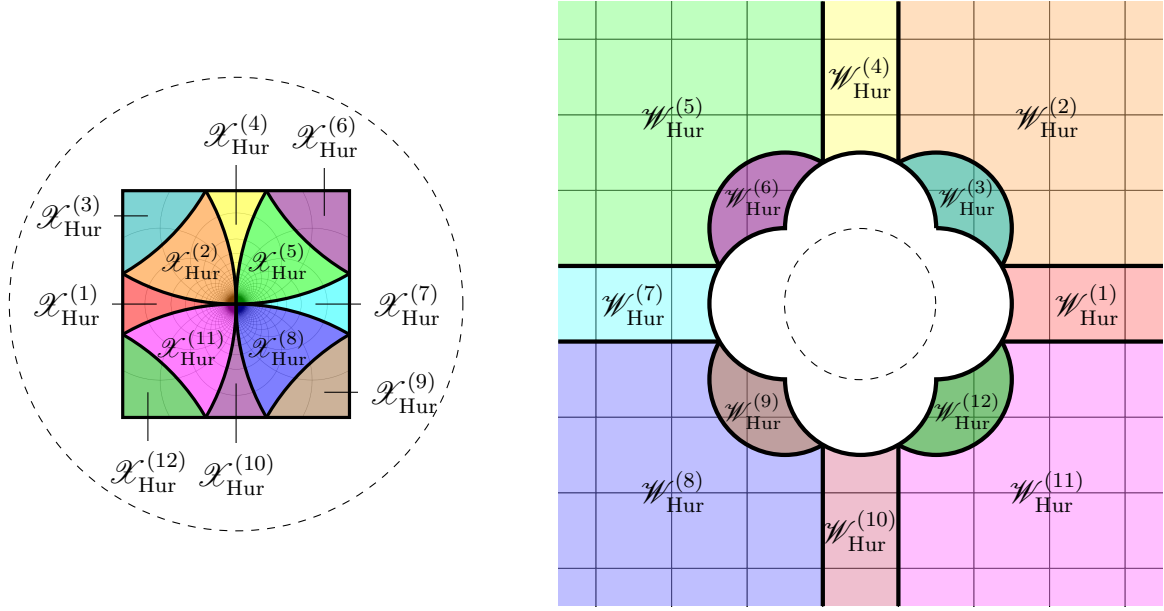 𝒳_Hur^(4)
𝒳_Hur^(6)
𝒳_Hur^(3)
𝒳_Hur^(2)
𝒳_Hur^(5)
𝒳_Hur^(1)
𝒳_Hur^(7)
𝒳_Hur^(11)
𝒳_Hur^(8)
𝒳_Hur^(9)
𝒳_Hur^(12)
𝒳_Hur^(10)
𝒲_Hur^(4)
𝒲_Hur^(5)
𝒲_Hur^(2)
𝒲_Hur^(6)
𝒲_Hur^(3)
𝒲_Hur^(7)
𝒲_Hur^(1)
𝒲_Hur^(9)
𝒲_Hur^(12)
𝒲_Hur^(8)
𝒲_Hur^(11)
𝒲_Hur^(10)